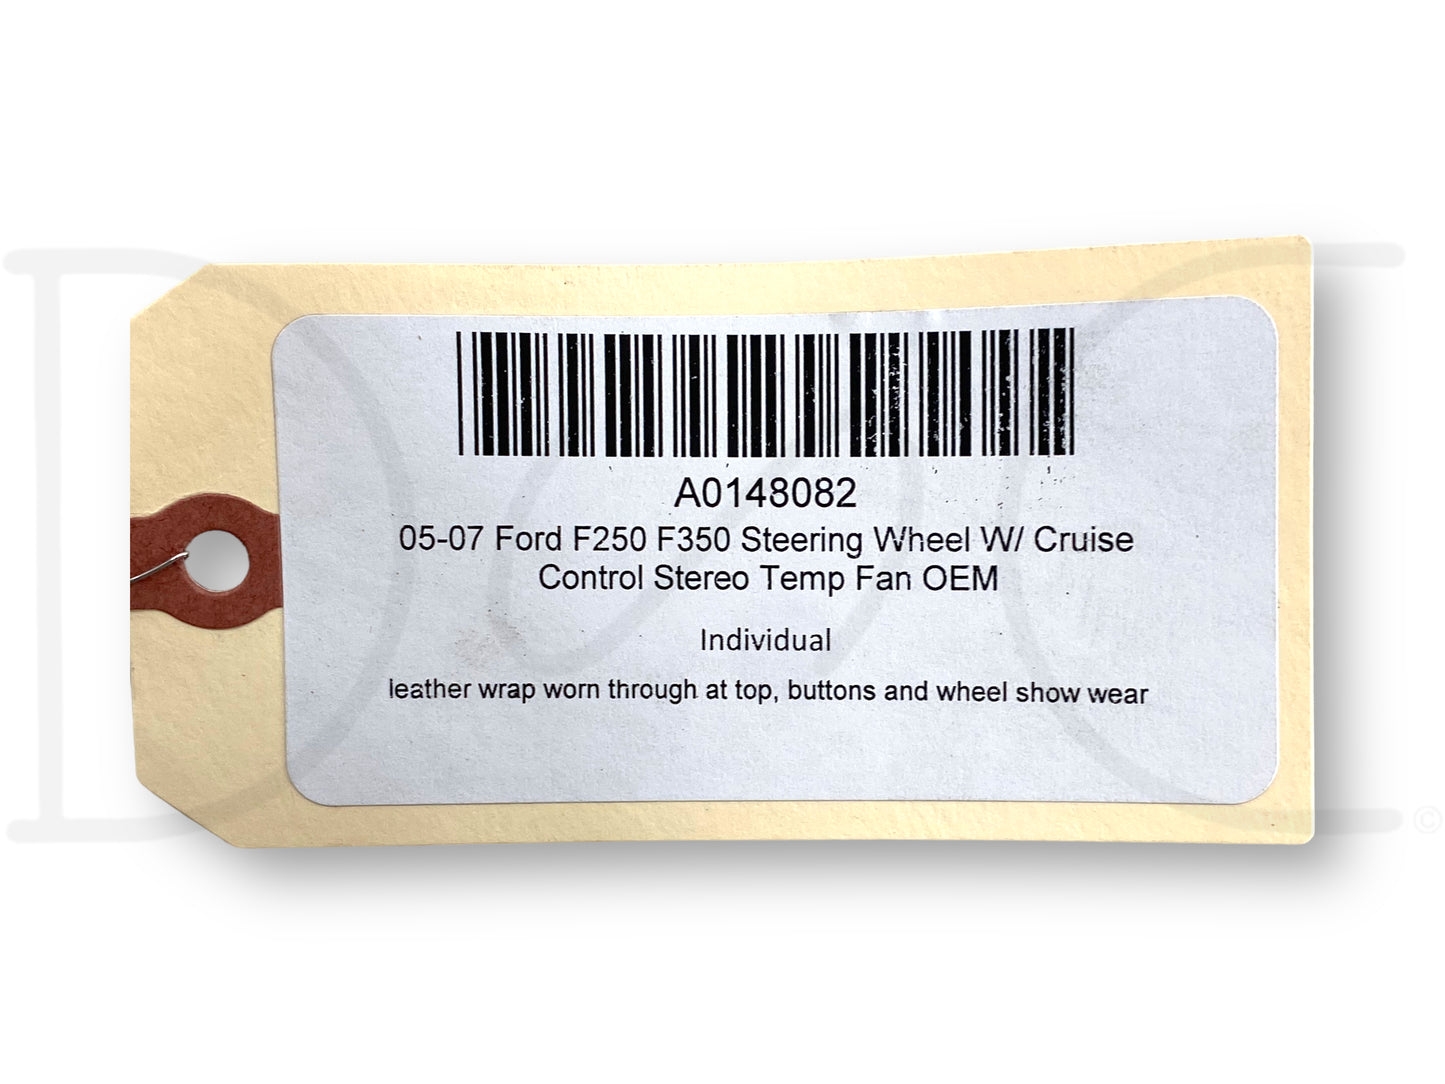 A0148082
05-07 Ford F250 F350 Steering Wheel W/ Cruise
Control Stereo Temp Fan OEM
Individual
leather wrap worn through at top, buttons and wheel show wear
©